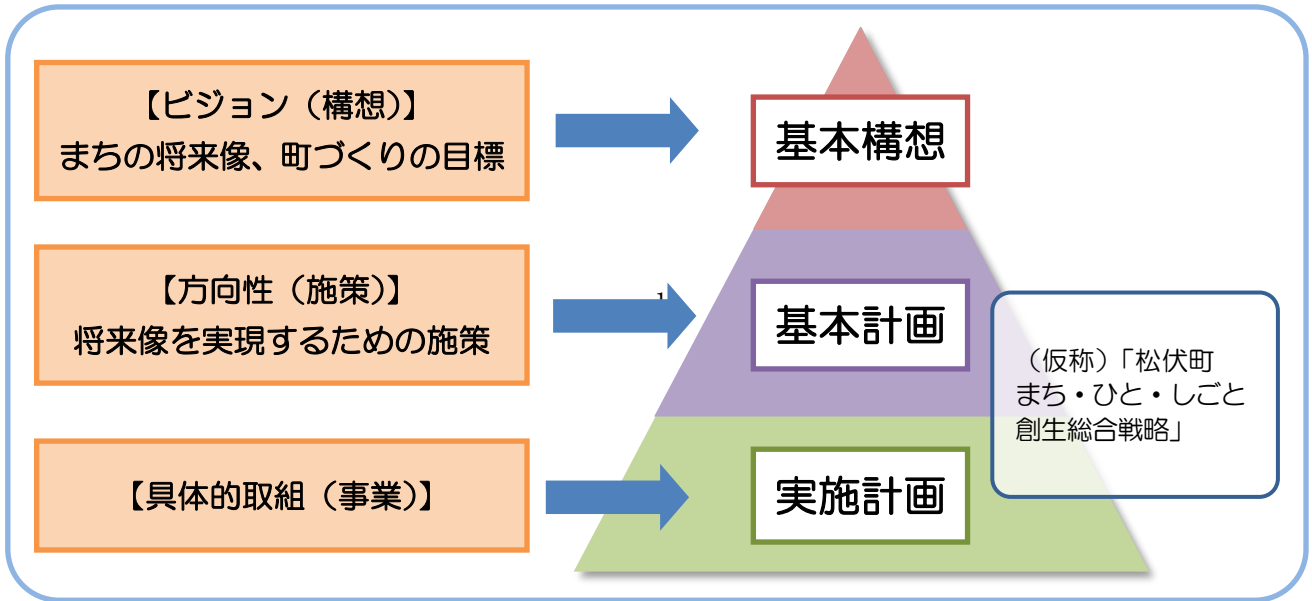 【ビジョン（構想）】
まちの将来像、町づくりの目標
基本構想
【方向性（施策）】
将来像を実現するための施策
基本計画
（仮称）「松伏町
まち・ひと・しごと
創生総合戦略」
【具体的取組（事業）】
実施計画